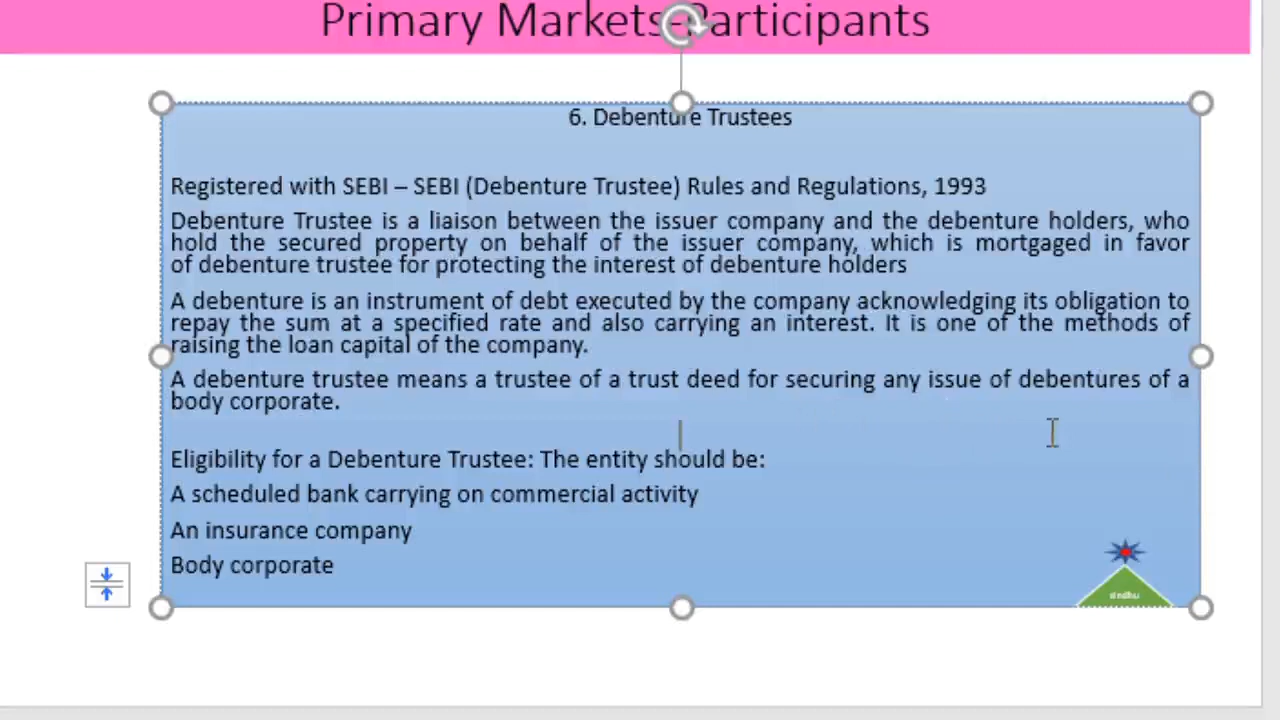 Primary Markets-Participants
6. Debenture Trustees
Registered with SEBI – SEBI (Debenture Trustee) Rules and Regulations, 1993
Debenture Trustee is a liaison between the issuer company and the debenture holders, who
hold the secured property on behalf of the issuer company, which is mortgaged in favor
of debenture trustee for protecting the interest of debenture holders
A debenture is an instrument of debt executed by the company acknowledging its obligation to
repay the sum at a specified rate and also carrying an interest. It is one of the methods of
raising the loan capital of the company.
A debenture trustee means a trustee of a trust deed for securing any issue of debentures of a
body corporate.
Eligibility for a Debenture Trustee: The entity should be:
A scheduled bank carrying on commercial activity
An insurance company
Body corporate
sindhu